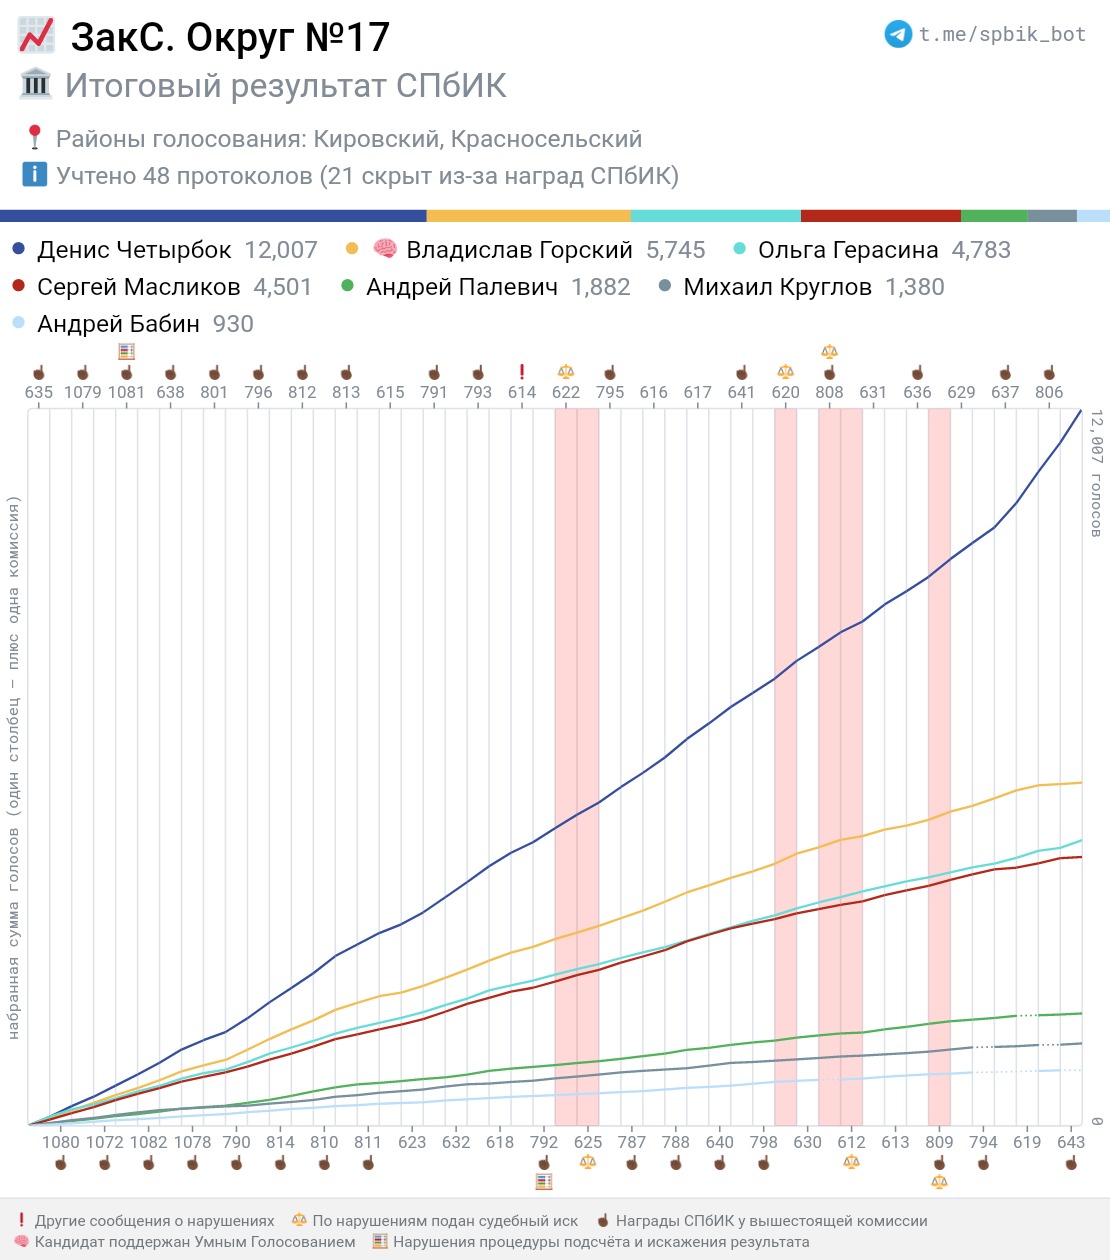 ЗакС. Округ №17
t.me/spbik_bot
Итоговый результат СПбИК
Районы голосования: Кировский, Красносельский
Учтено 48 протоколов (21 скрыт из-за наград СПбИК)
Денис Четырбок 12,007 Владислав Горский 5,745 Ольга Герасина 4,783
Сергей Масликов 4,501 Андрей Палевич 1,882 Михаил Круглов 1,380
Андрей Бабин 930
635 1079 1081 638 801 796 812 813 615 791 793 614 622 795 616 617 641 620 808 631 636 629 637 806
12,007 голосов
набранная сумма голосов (один столбец – плюс одна комиссия)
0
1080 1072 1082 1078 790 814 810 811 623 632 618 792 625 787 788 640 798 630 612 613 809 794 619 643
Другие сообщения о нарушениях По нарушениям подан судебный иск Награды СПбИК у вышестоящей комиссии
Кандидат поддержан Умным Голосованием Нарушения процедуры подсчёта и искажения результата